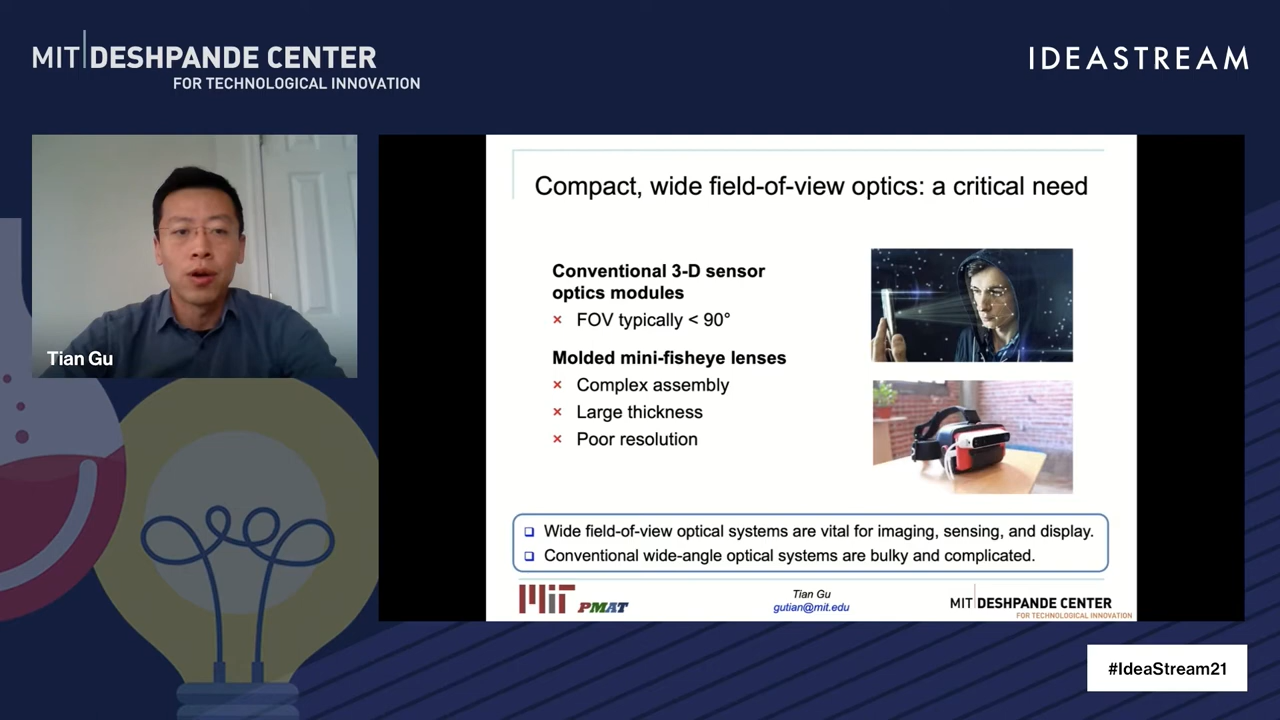 MIT DESHPANDE CENTER
FOR TECHNOLOGICAL INNOVATION
IDEASTREAM
Tian Gu
Compact, wide field-of-view optics: a critical need
Conventional 3-D sensor
optics modules
× FOV typically < 90°
Molded mini-fisheye lenses
× Complex assembly
× Large thickness
× Poor resolution
❑ Wide field-of-view optical systems are vital for imaging, sensing, and display.
❑ Conventional wide-angle optical systems are bulky and complicated.
MIT PMAT
Tian Gu
gutian@mit.edu
MIT DESHPANDE CENTER
FOR TECHNOLOGICAL INNOVATION
#IdeaStream21